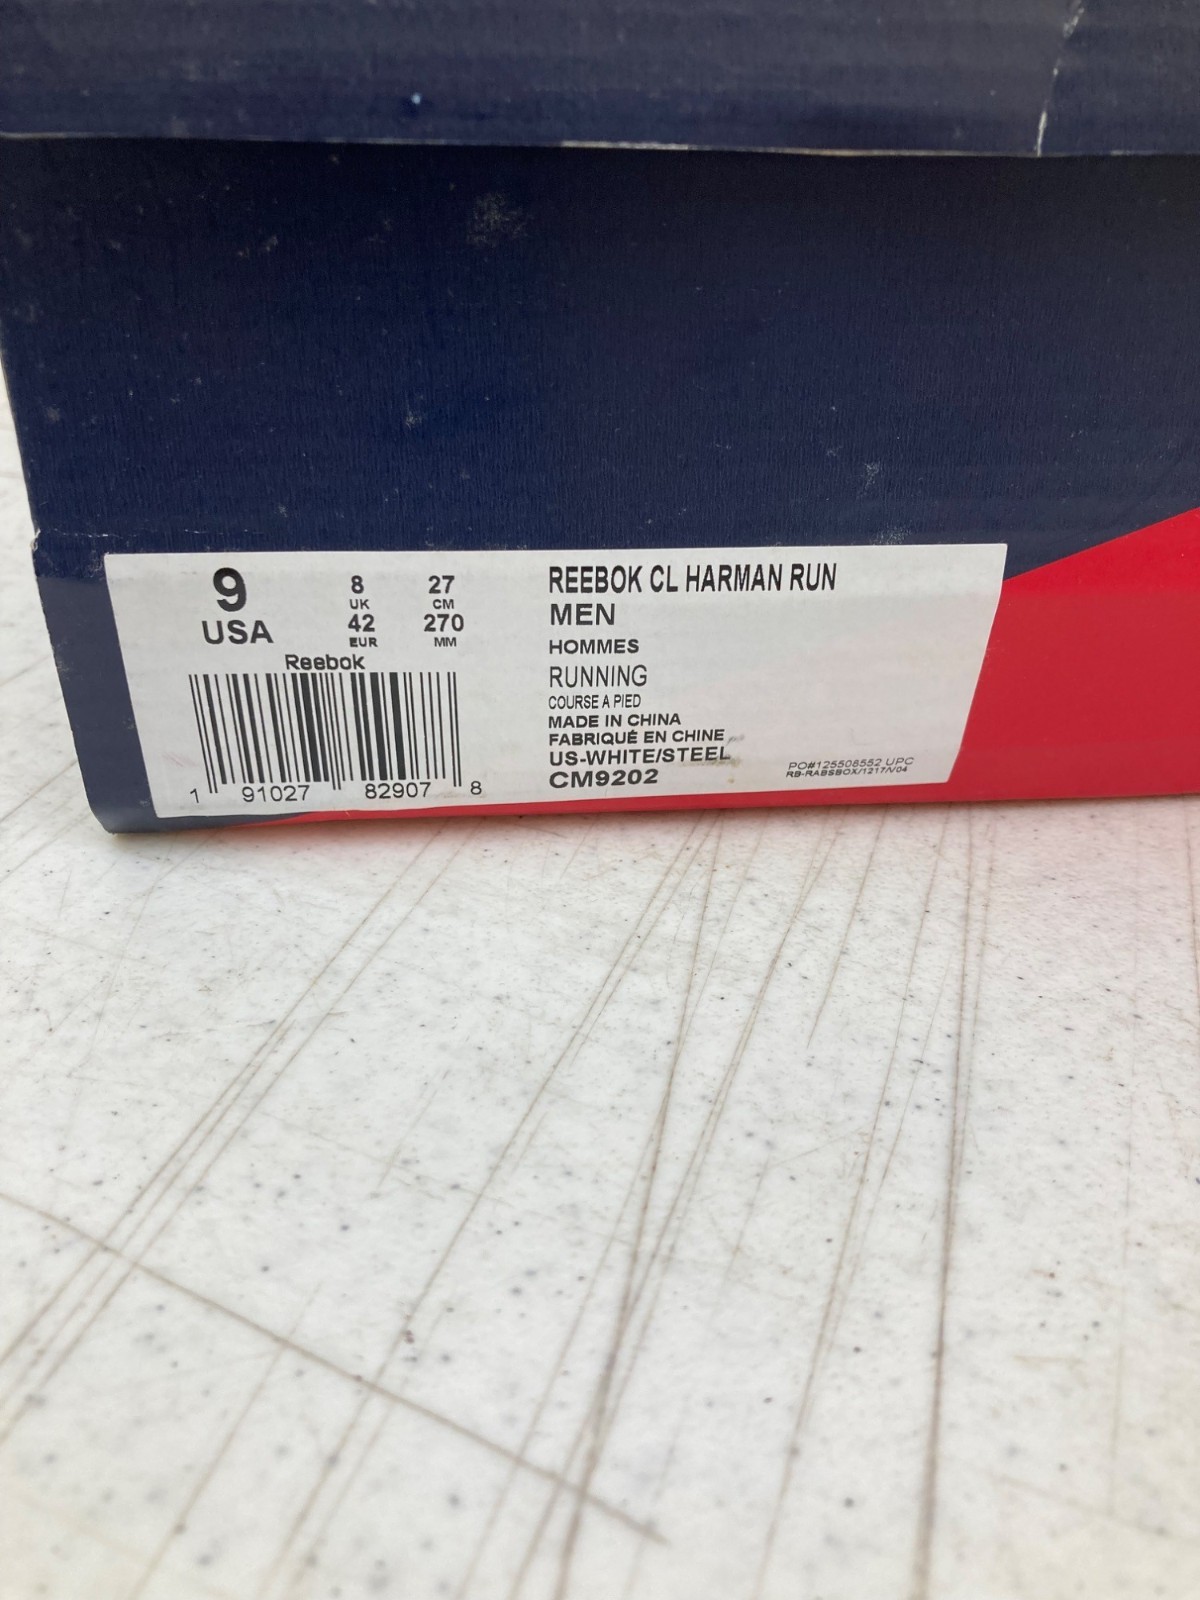 9
USA
8
UK
42
EUR
27
CM
270
MM
Reebok
1 91027 82907 8
REEBOK CL HARMAN RUN
MEN
HOMMES
RUNNING
COURSE A PIED
MADE IN CHINA
FABRIQUÉ EN CHINE
US-WHITE/STEEL
CM9202
PO#125508552 UPC
RB-RABSBOX/1217/V04